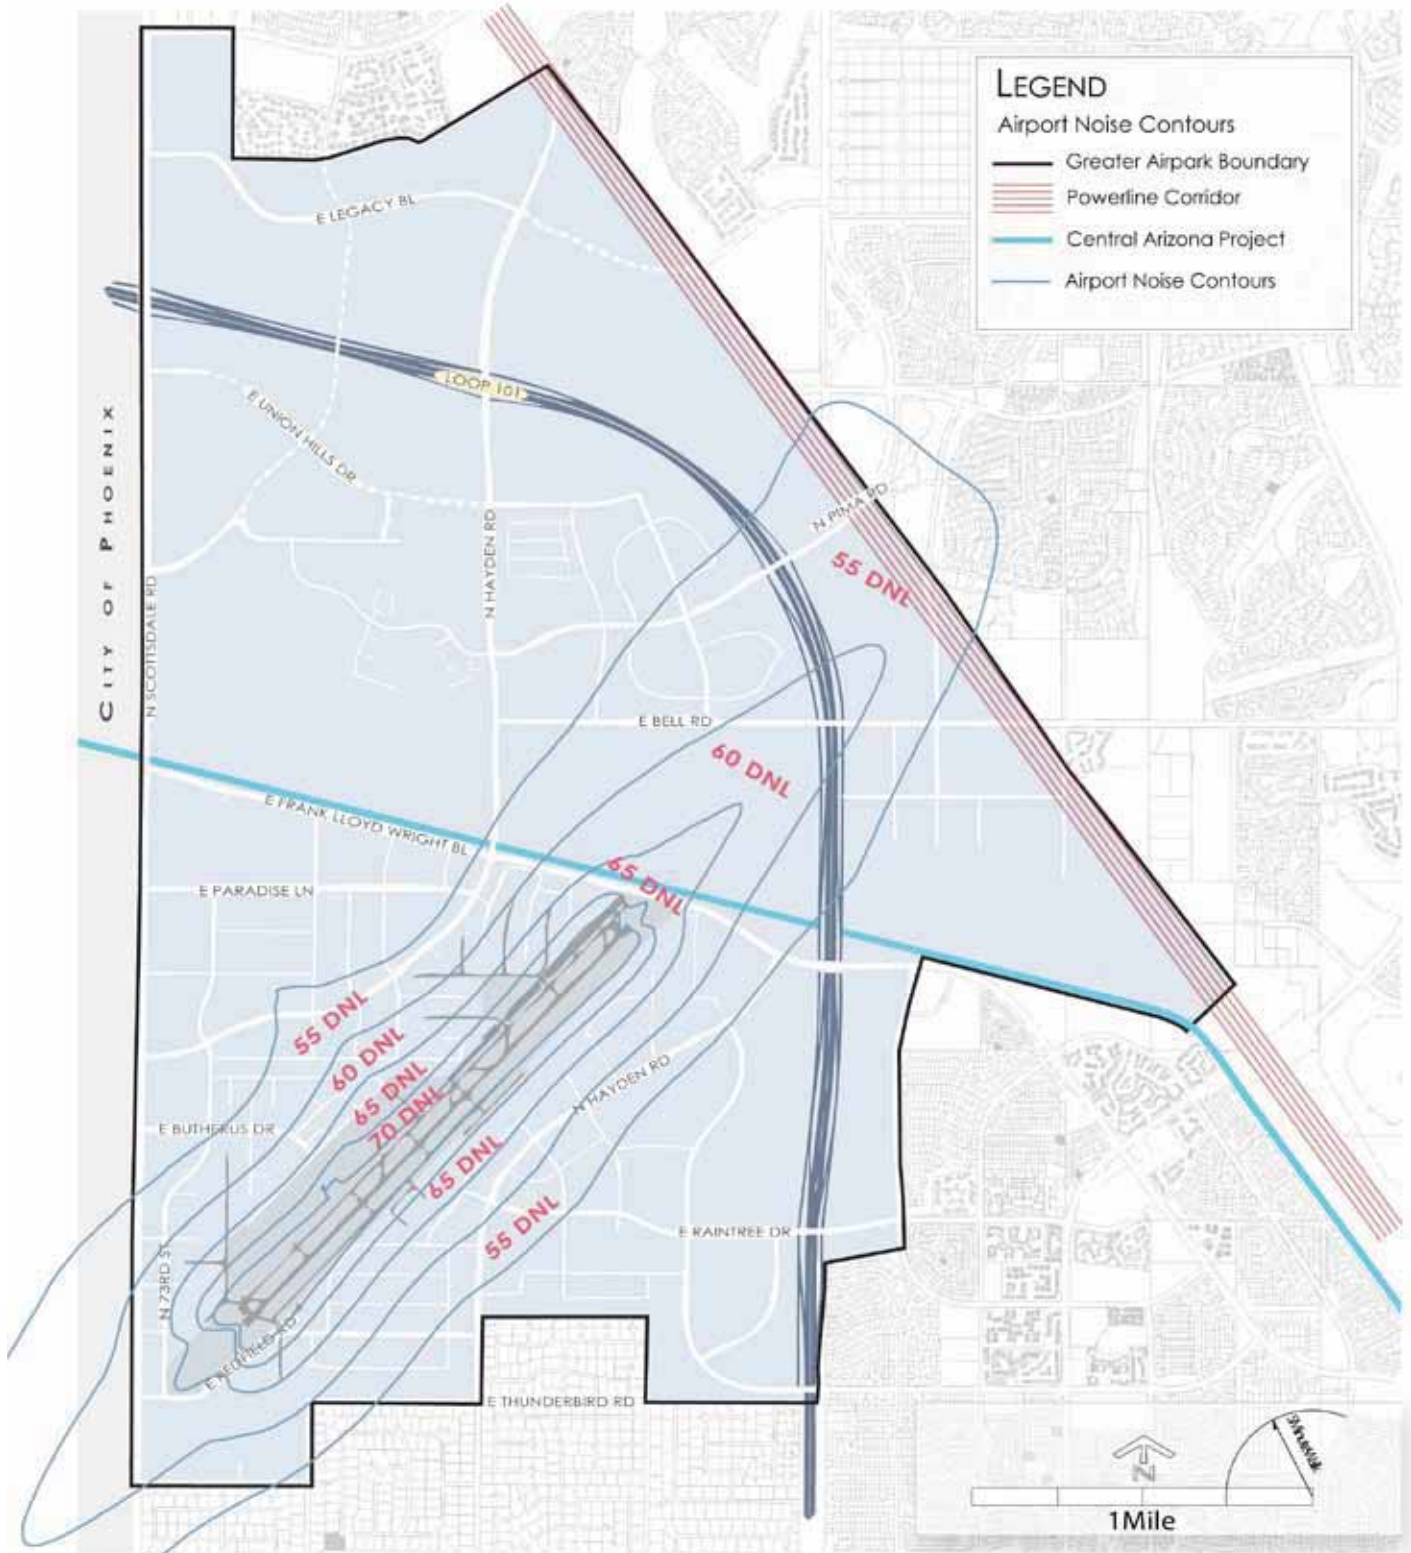 LEGEND
Airport Noise Contours
Greater Airpark Boundary
Powerline Corridor
Central Arizona Project
Airport Noise Contours
E LEGACY BL
LOOP 101
E UNION HILLS DR
CITY OF PHOENIX
N HAYDEN RD
N PIMA RD
55 DNL
N SCOTTSDALE RD
E BELL RD
60 DNL
E FRANK LLOYD WRIGHT BL
65 DNL
E PARADISE LN
55 DNL
60 DNL
65 DNL
70 DNL
N HAYDEN RD
E BUTHERUS DR
65 DNL
55 DNL
E RAINTREE DR
N 73RD ST
E REDFIELD RD
E THUNDERBIRD RD
N
1Mile